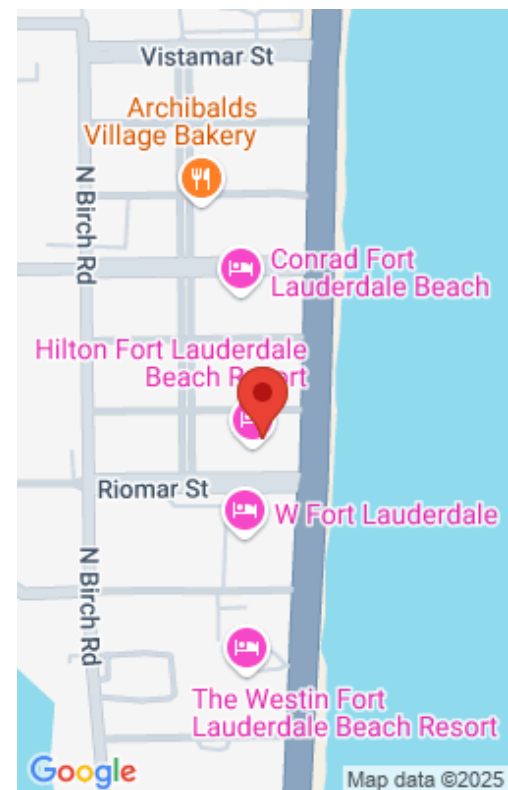 Vistamar St
Archibalds
Village Bakery
N Birch Rd
Conrad Fort
Lauderdale Beach
Hilton Fort Lauderdale
Beach Resort
Riomar St
W Fort Lauderdale
N Birch Rd
The Westin Fort
Lauderdale Beach Resort
Google
Map data ©2025